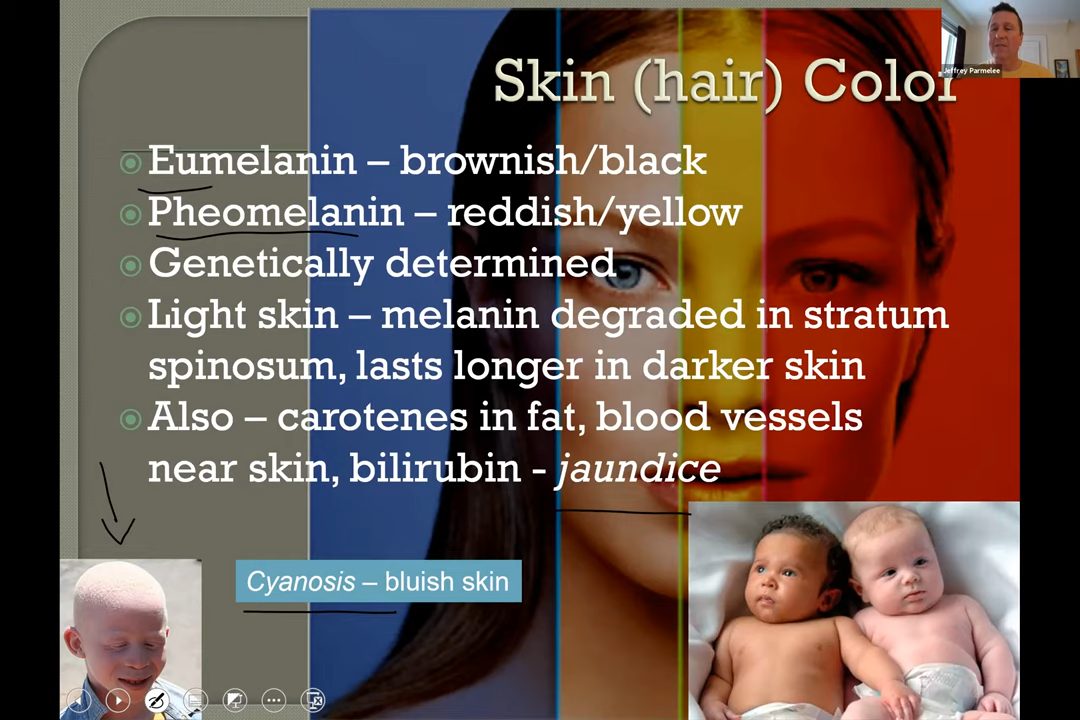 Skin (hair) Color
Jeffrey Parmelee
Eumelanin – brownish/black
Pheomelanin – reddish/yellow
Genetically determined
Light skin – melanin degraded in stratum
spinosum, lasts longer in darker skin
Also – carotenes in fat, blood vessels
near skin, bilirubin - jaundice
Cyanosis – bluish skin